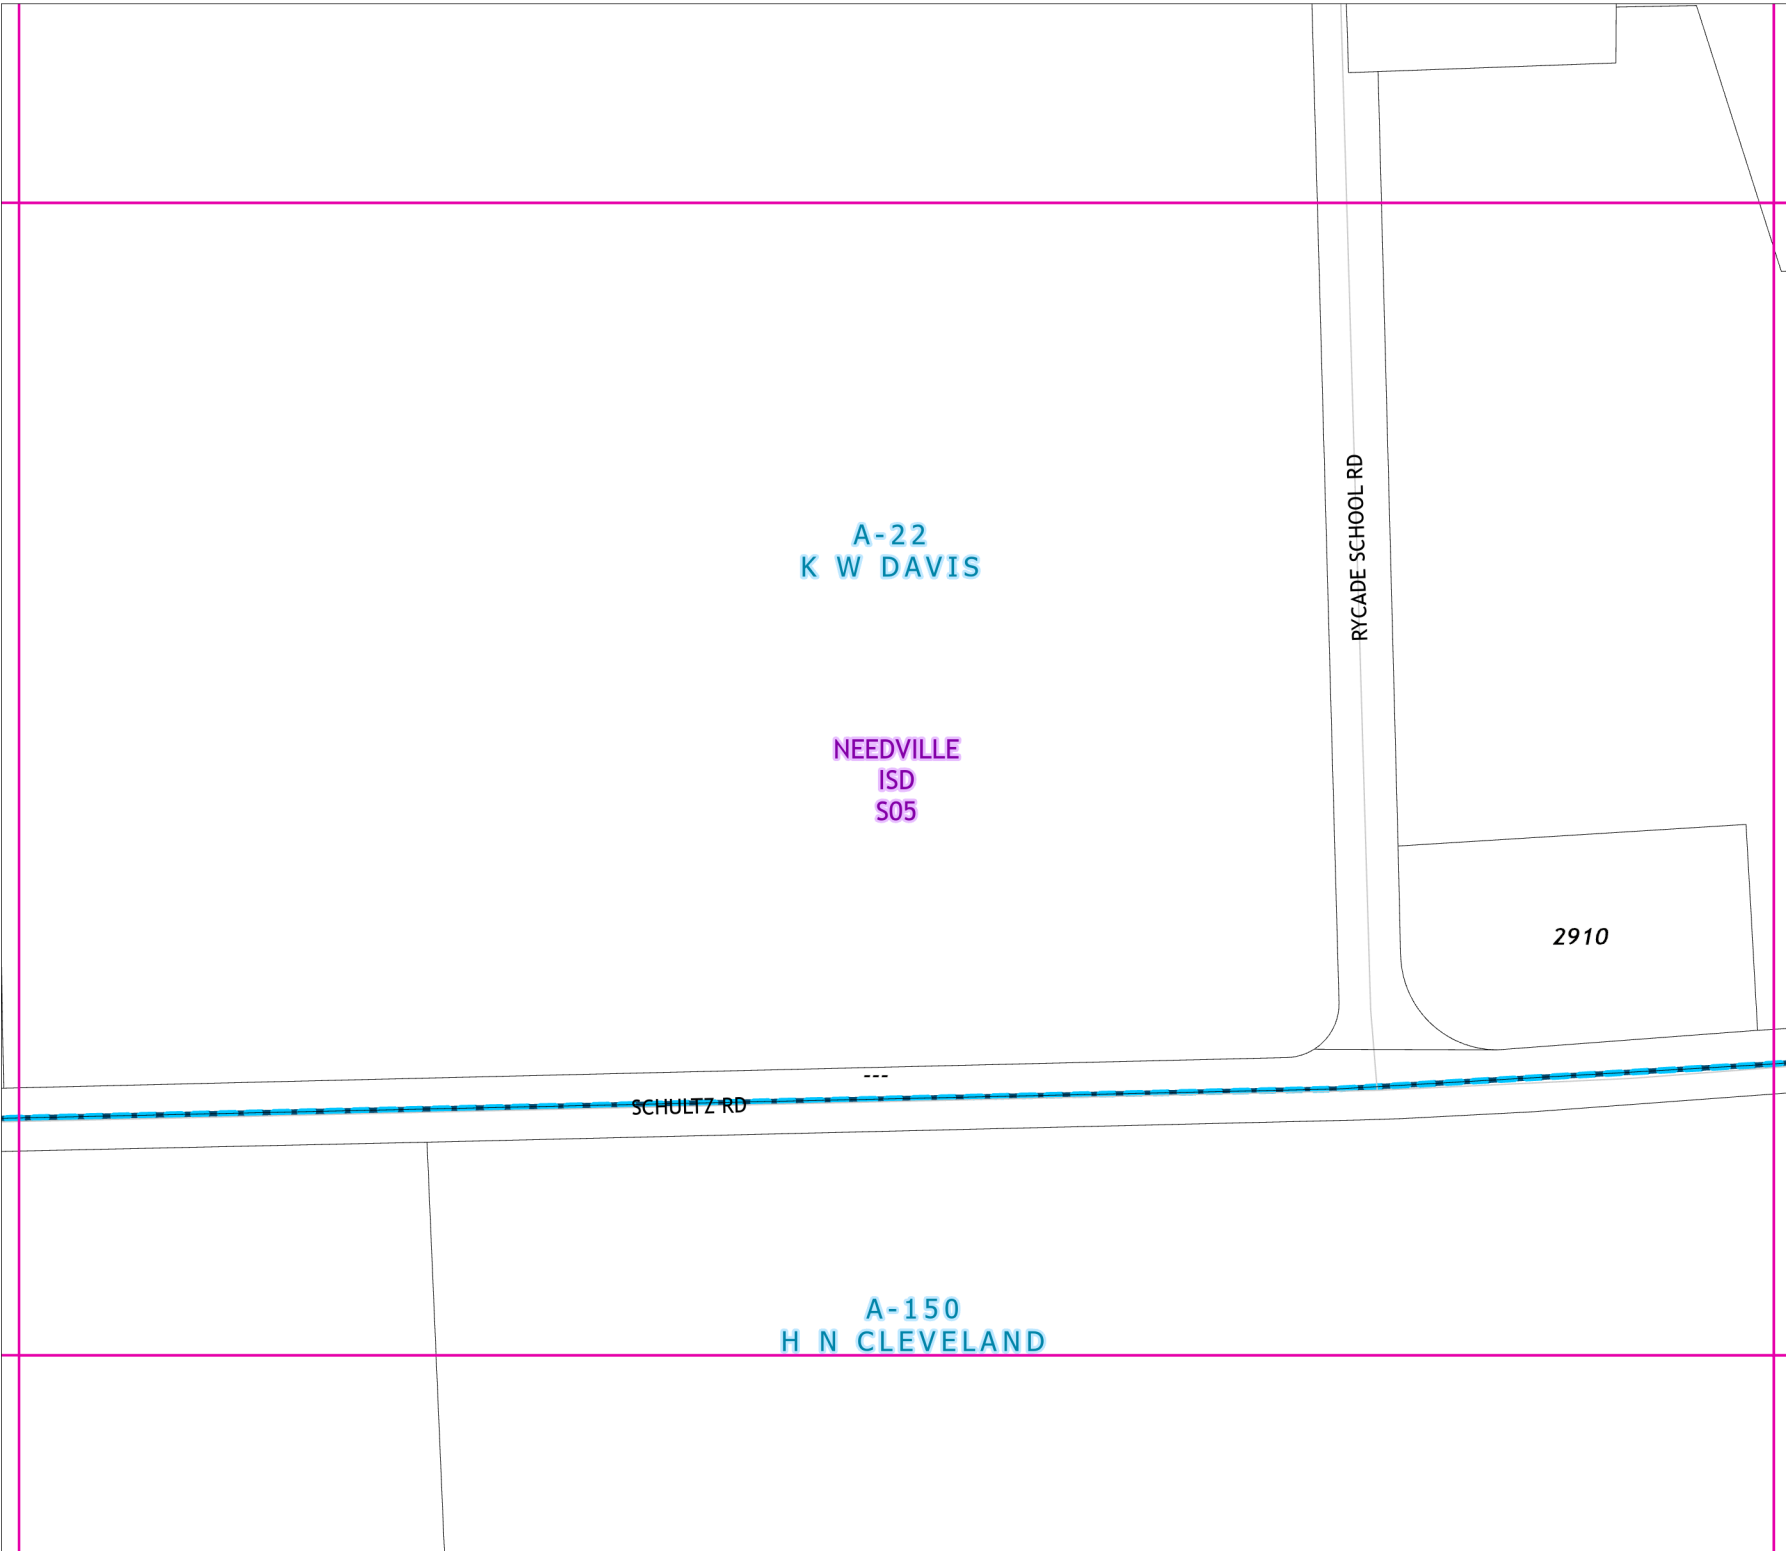 A-22
K W DAVIS
RYCADE SCHOOL RD
NEEDVILLE
ISD
S05
2910
---
SCHULTZ RD
A-150
H N CLEVELAND